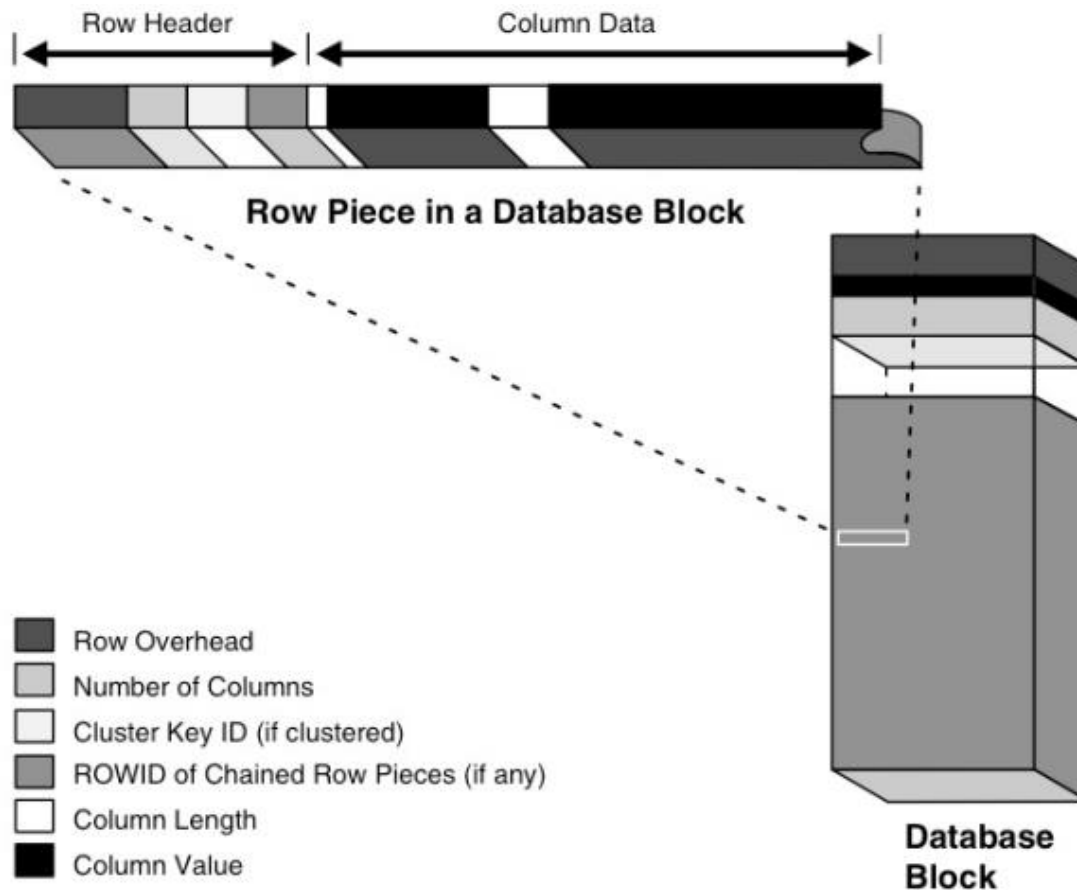 Row Header
Column Data
Row Piece in a Database Block
Row Overhead
Number of Columns
Cluster Key ID (if clustered)
ROWID of Chained Row Pieces (if any)
Column Length
Column Value
Database
Block